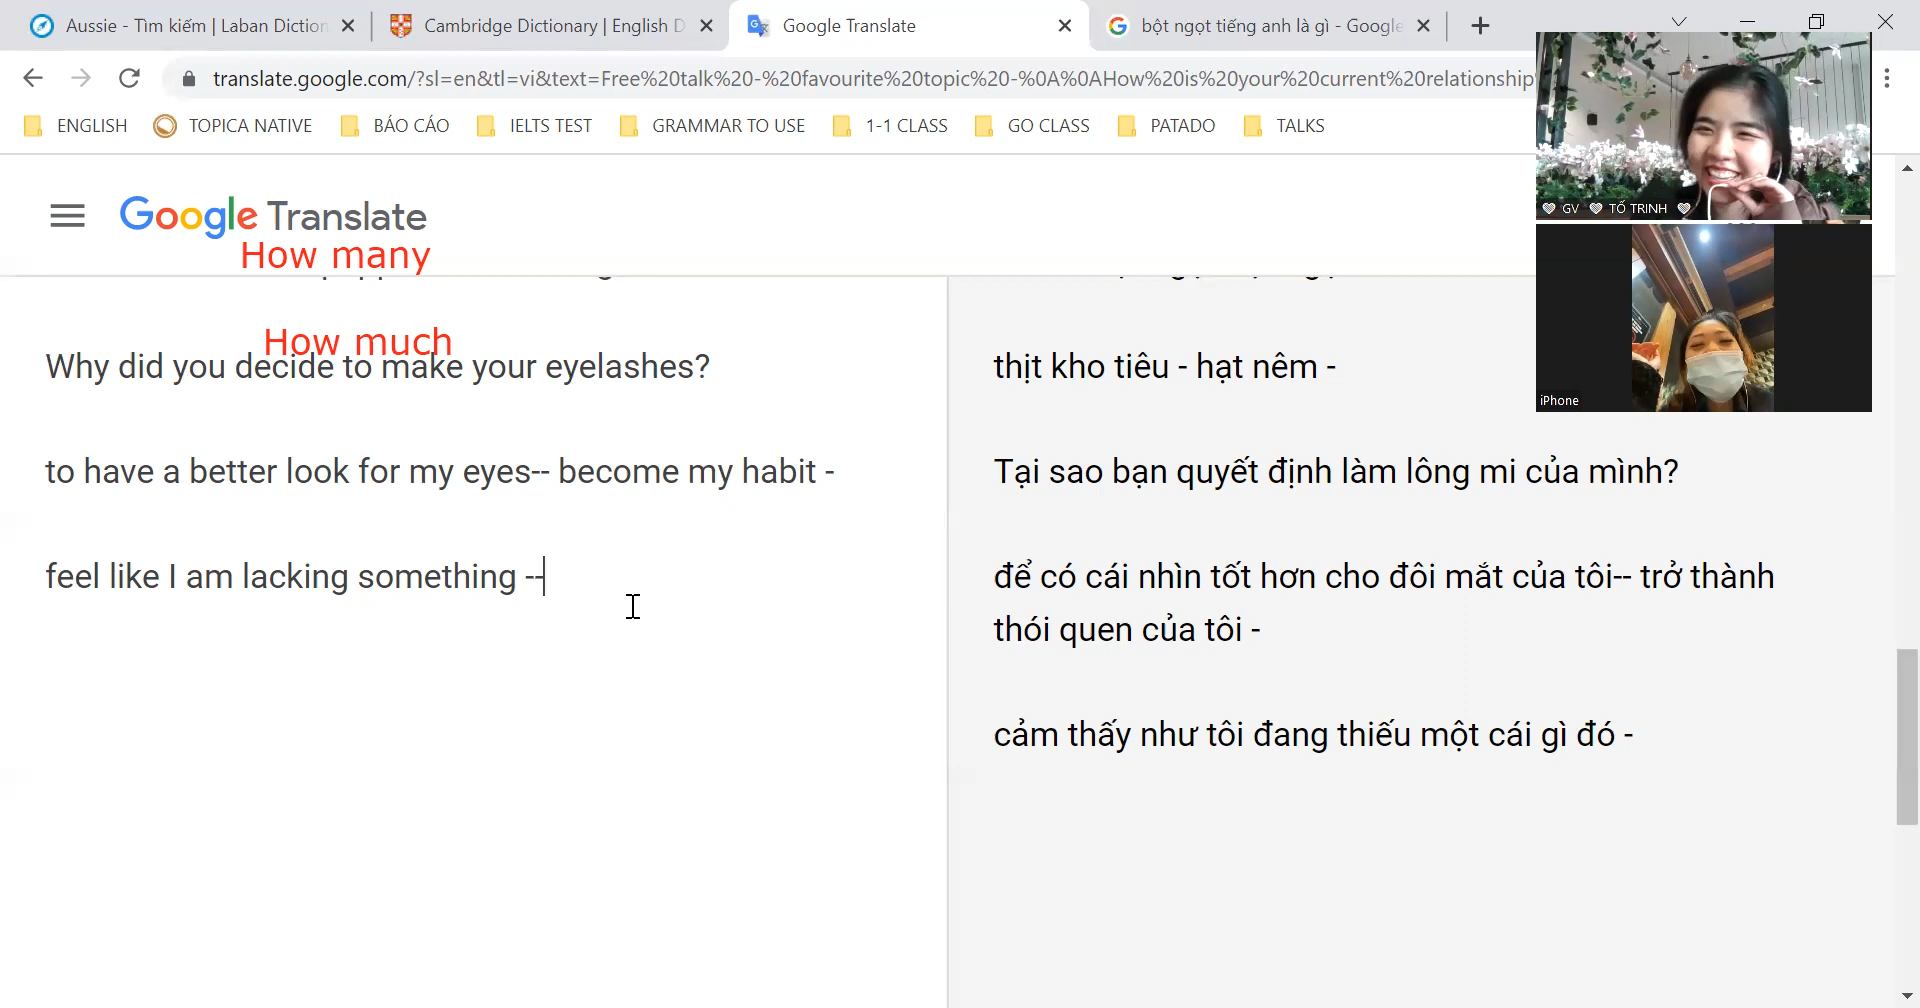 Aussie - Tìm kiếm | Laban Diction
Cambridge Dictionary | English D
Google Translate
bột ngọt tiếng anh là gì - Google
translate.google.com/?sl=en&tl=vi&text=Free%20talk%20-%20favourite%20topic%20-%0A%0AHow%20is%20your%20current%20relationship
ENGLISH
TOPICA NATIVE
BÁO CÁO
IELTS TEST
GRAMMAR TO USE
1-1 CLASS
GO CLASS
PATADO
TALKS
GV TỐ TRINH
iPhone
Google Translate
How many
How much
Why did you decide to make your eyelashes?
to have a better look for my eyes-- become my habit -
feel like I am lacking something --
thịt kho tiêu - hạt nêm -
Tại sao bạn quyết định làm lông mi của mình?
để có cái nhìn tốt hơn cho đôi mắt của tôi-- trở thành
thói quen của tôi -
cảm thấy như tôi đang thiếu một cái gì đó -